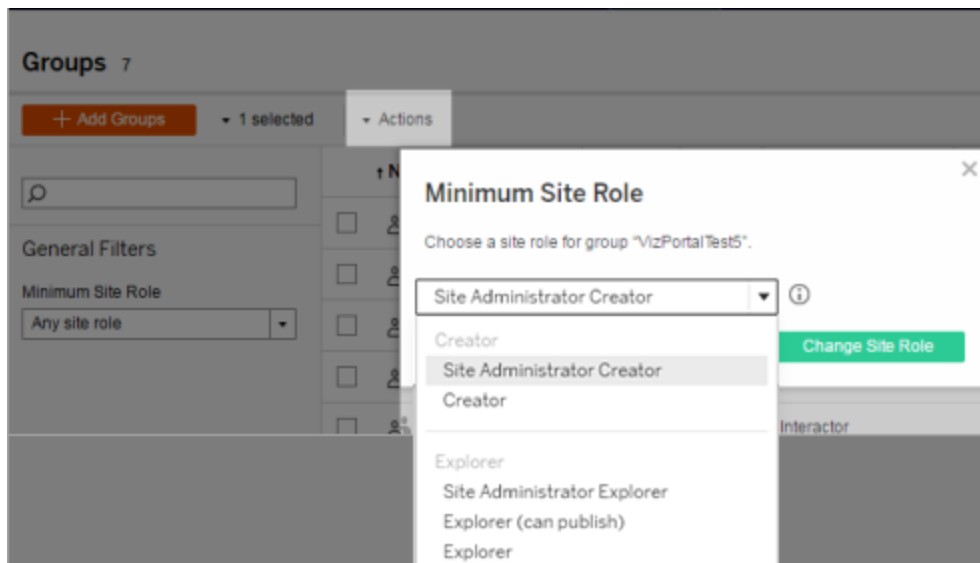 Groups 7
+ Add Groups
1 selected
Actions
↑ N
Minimum Site Role
Choose a site role for group "VizPortalTest5".
General Filters
Minimum Site Role
Any site role
Site Administrator Creator
Change Site Role
Creator
Site Administrator Creator
Creator
Interactor
Explorer
Site Administrator Explorer
Explorer (can publish)
Explorer